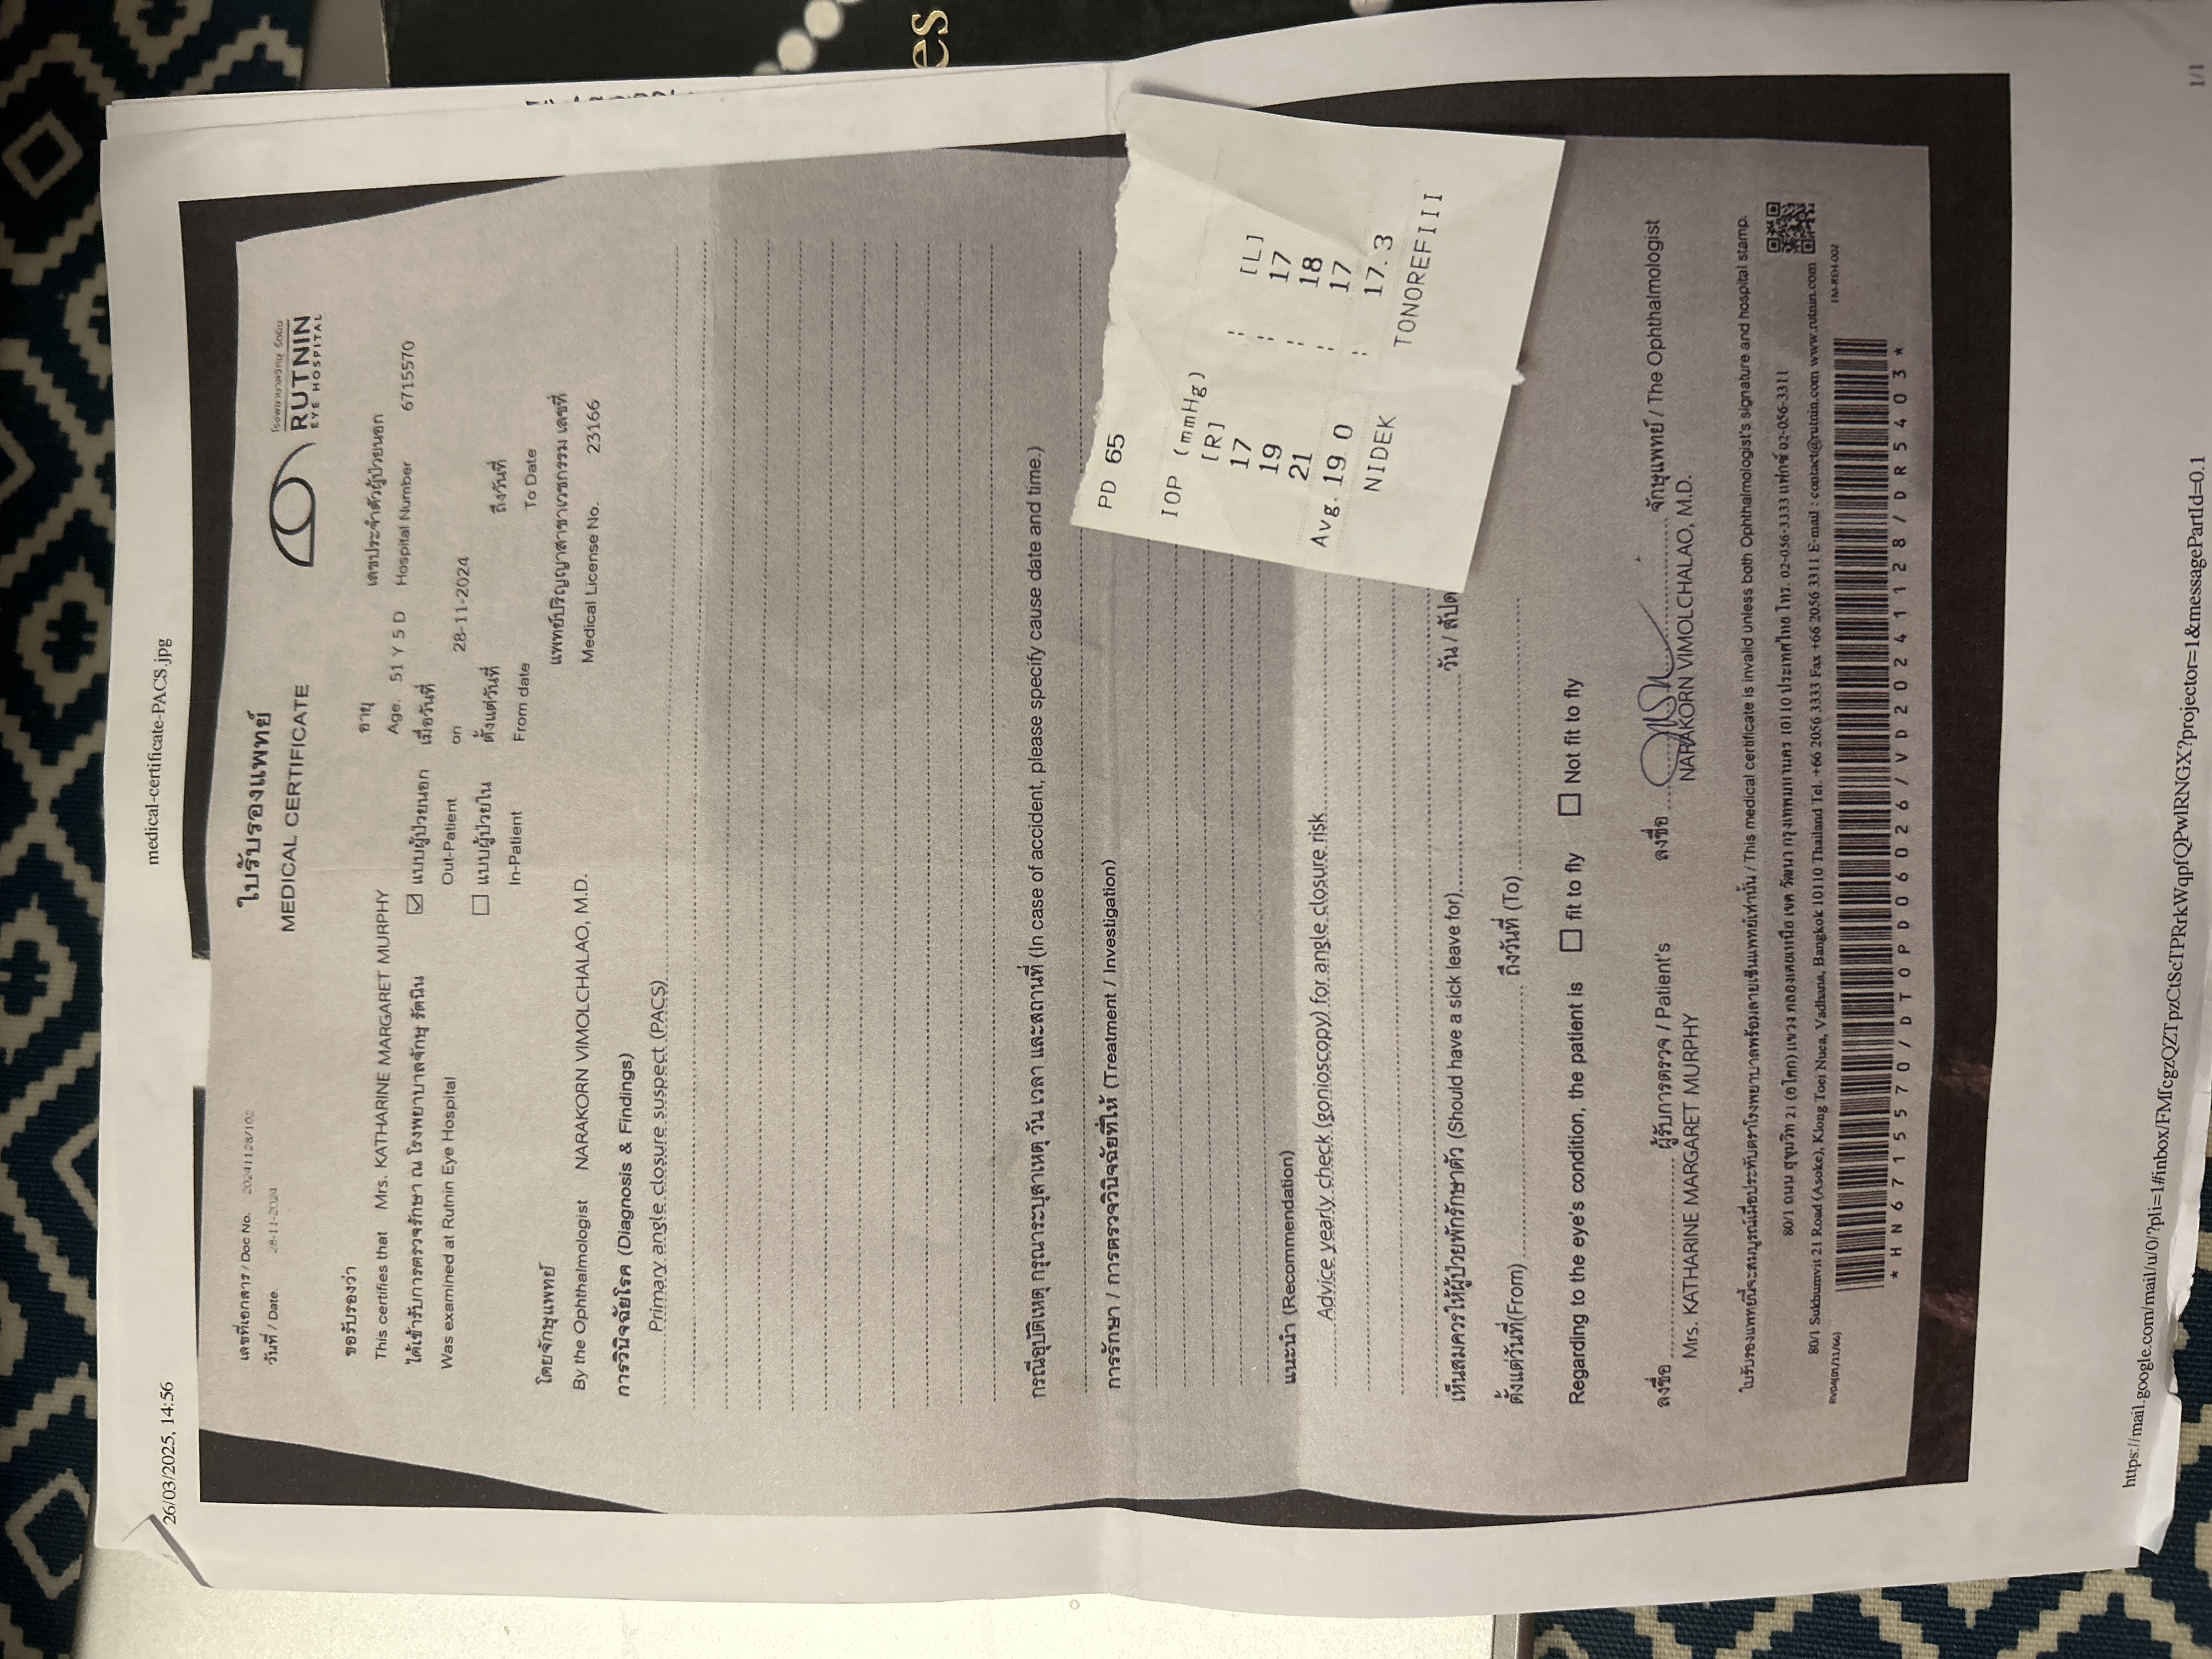 26/03/2025, 14:56
medical-certificate-PACS.jpg
เลขที่เอกสาร / Doc No. 20241128/102
วันที่ / Date. 28-11-2024
ใบรับรองแพทย์
MEDICAL CERTIFICATE
โรงพยาบาลจักษุ รัตนิน
RUTNIN
EYE HOSPITAL
ขอรับรองว่า
This certifies that Mrs. KATHARINE MARGARET MURPHY
อายุ
Age. 51 Y 5 D
เลขประจำตัวผู้ป่วยนอก
Hospital Number 6715570
ได้เข้ารับการตรวจรักษา ณ โรงพยาบาลจักษุ รัตนิน
Was examined at Rutnin Eye Hospital
แบบผู้ป่วยนอก เมื่อวันที่
Out-Patient on 28-11-2024
แบบผู้ป่วยใน ตั้งแต่วันที่ ถึงวันที่
In-Patient From date To Date
โดยจักษุแพทย์
By the Ophthalmologist NARAKORN VIMOLCHALAO, M.D.
แพทย์ปริญญาสาขาเวชกรรม เลขที่
Medical License No. 23166
การวินิจฉัยโรค (Diagnosis & Findings)
Primary angle closure suspect (PACS)
กรณีอุบัติเหตุ กรุณาระบุสาเหตุ วัน เวลา และสถานที่ (In case of accident, please specify cause date and time.)
การรักษา / การตรวจวินิจฉัยที่ให้ (Treatment / Investigation)
แนะนำ (Recommendation)
Advice yearly check (gonioscopy) for angle closure risk
เห็นสมควรให้ผู้ป่วยพักรักษาตัว (Should have a sick leave for) วัน / สัปด
ตั้งแต่วันที่(From) ถึงวันที่ (To)
Regarding to the eye's condition, the patient is fit to fly Not fit to fly
PD 65
IOP (mmHg)
[R] [L]
17 17
19 18
21 17
Avg. 19 0 17.3
NIDEK TONOREFIII
ลงชื่อ ผู้รับการตรวจ / Patient's
Mrs. KATHARINE MARGARET MURPHY
ลงชื่อ จักษุแพทย์ / The Ophthalmologist
NARAKORN VIMOLCHALAO, M.D.
ใบรับรองแพทย์นี้จะสมบูรณ์เมื่อประทับตราโรงพยาบาลพร้อมลายเซ็นแพทย์เท่านั้น / This medical certificate is invalid unless both Ophthalmologist's signature and hospital stamp.
80/1 ถนน สุขุมวิท 21 (อโศก) แขวง คลองเตยเหนือ เขต วัฒนา กรุงเทพมหานคร 10110 ประเทศไทย โทร. 02-056-3333 แฟกซ์ 02-056-3311
80/1 Sukhumvit 21 Road (Asoke), Klong Toei Nuea, Vadhana, Bangkok 10110 Thailand Tel. +66 2056 3333 Fax +66 2056 3311 E-mail : contact@rutnin.com www.rutnin.com
RV04(01/11/66)
FM-REH-002
*HN6715570/DTOPD06026/VD20241128/DR5403*
https://mail.google.com/mail/u/0/?pli=1#inbox/FMfcgzQZTpzCtScTPRrkWqpfQPwlRNGX?projector=1&messagePartId=0.1
1/1
es